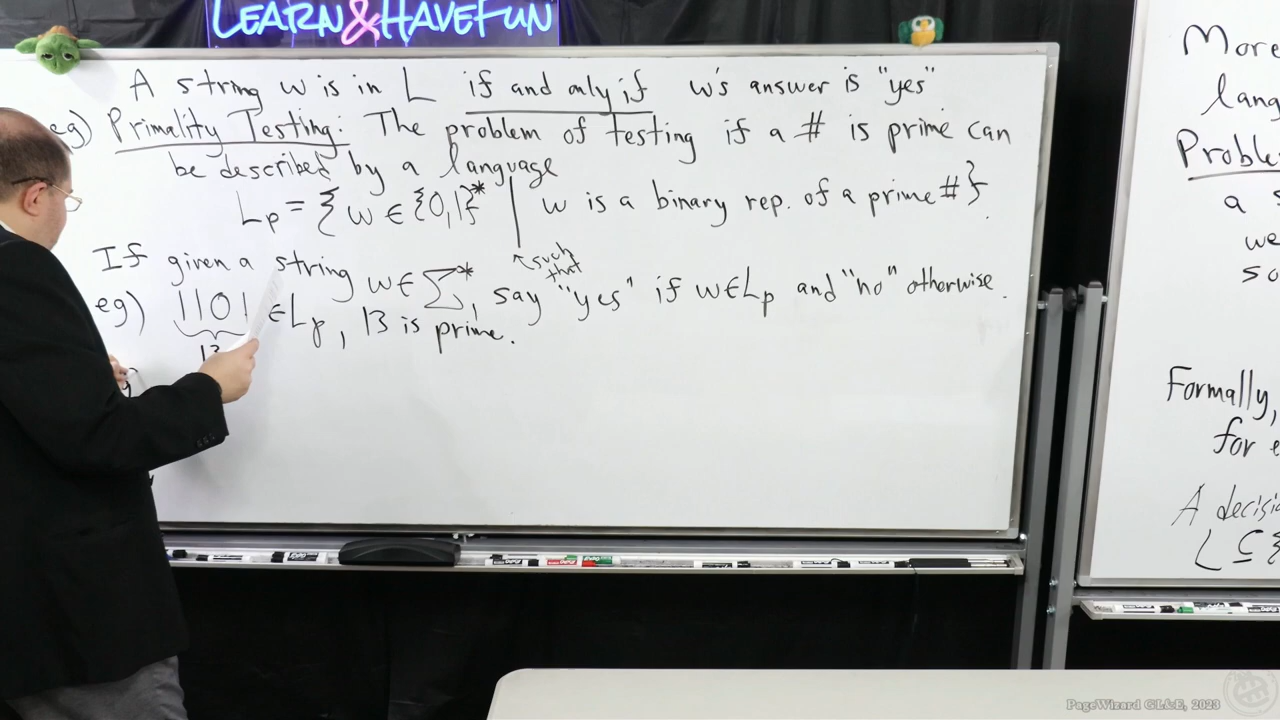 LEARN&HAVEFUN
A string w is in L if and only if w's answer is "yes"
eg) Primality Testing: The problem of testing if a # is prime can
be described by a language
Lp = { w ∈ {0,1}* | w is a binary rep. of a prime #}.
↖ such
that
If given a string w ∈ Σ*, say "yes" if w∈Lp and "no" otherwise.
eg) 1101 ∈ Lp, 13 is prime.
13
More
lang
Proble
a s
we
so
Formally,
for e
A decisi
L ⊆ {
PageWizard GL&E, 2023